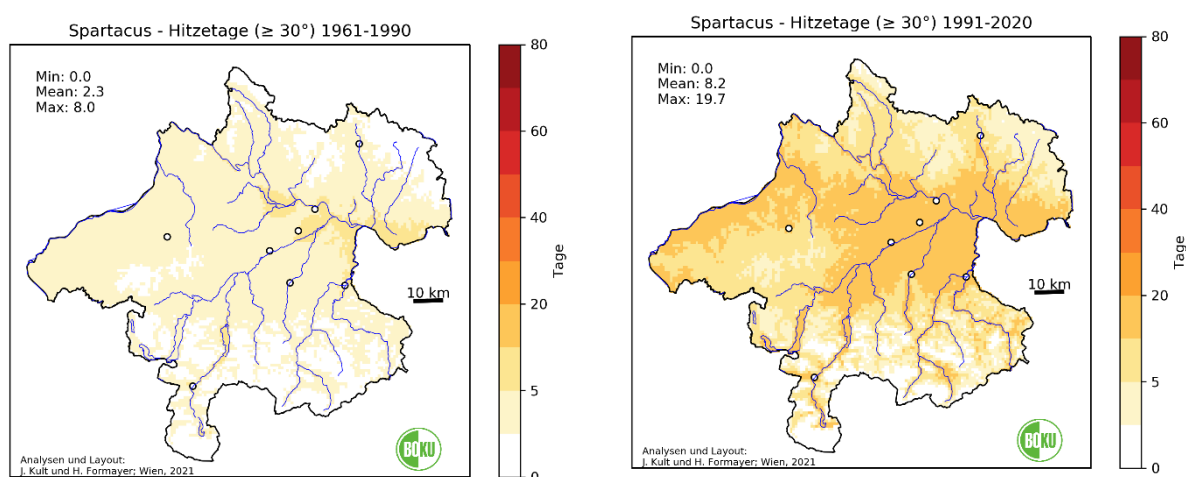 Spartacus - Hitzetage (≥ 30°) 1961-1990
Min: 0.0
Mean: 2.3
Max: 8.0
10 km
Analysen und Layout:
J. Kult und H. Formayer; Wien, 2021
BOKU
80
60
40
20
5
0
Tage
Spartacus - Hitzetage (≥ 30°) 1991-2020
Min: 0.0
Mean: 8.2
Max: 19.7
10 km
Analysen und Layout:
J. Kult und H. Formayer; Wien, 2021
BOKU
80
60
40
20
5
0
Tage